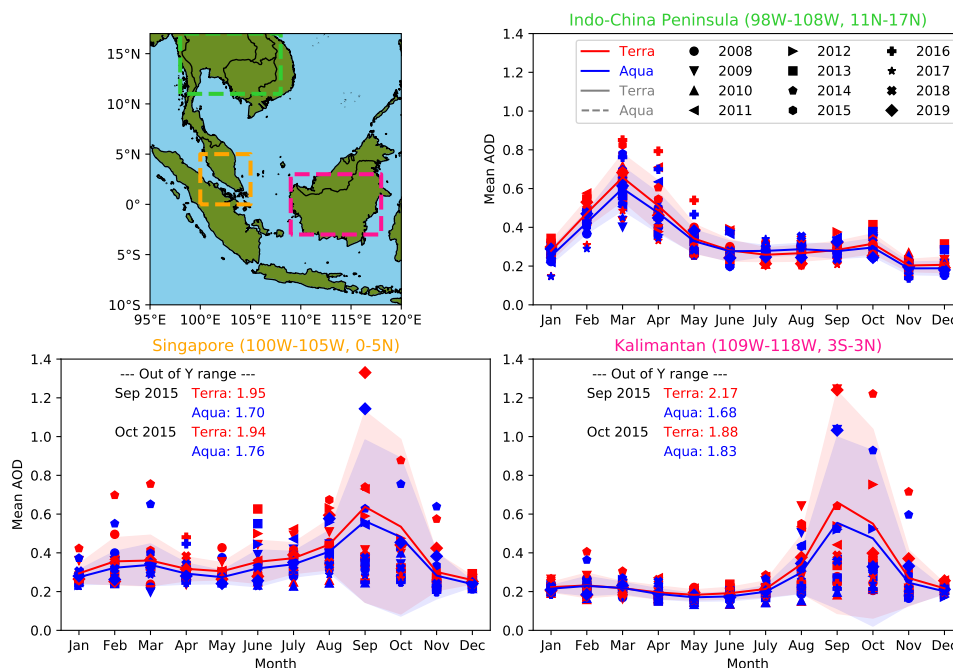 Indo-China Peninsula (98W-108W, 11N-17N)
15°N
10°N
5°N
0°
5°S
10°S
95°E 100°E 105°E 110°E 115°E 120°E
Mean AOD
1.4
1.2
1.0
0.8
0.6
0.4
0.2
0.0
Terra
Aqua
Terra
Aqua
2008
2009
2010
2011
2012
2013
2014
2015
2016
2017
2018
2019
Jan Feb Mar Apr May Jun July Aug Sep Oct Nov Dec
Singapore (100W-105W, 0-5N)
Mean AOD
1.4
1.2
1.0
0.8
0.6
0.4
0.2
0.0
--- Out of Y range ---
Sep 2015 Terra: 1.95
Aqua: 1.70
Oct 2015 Terra: 1.94
Aqua: 1.76
Jan Feb Mar Apr May Jun July Aug Sep Oct Nov Dec
Month
Kalimantan (109W-118W, 3S-3N)
Mean AOD
1.4
1.2
1.0
0.8
0.6
0.4
0.2
0.0
--- Out of Y range ---
Sep 2015 Terra: 2.17
Aqua: 1.68
Oct 2015 Terra: 1.88
Aqua: 1.83
Jan Feb Mar Apr May Jun July Aug Sep Oct Nov Dec
Month